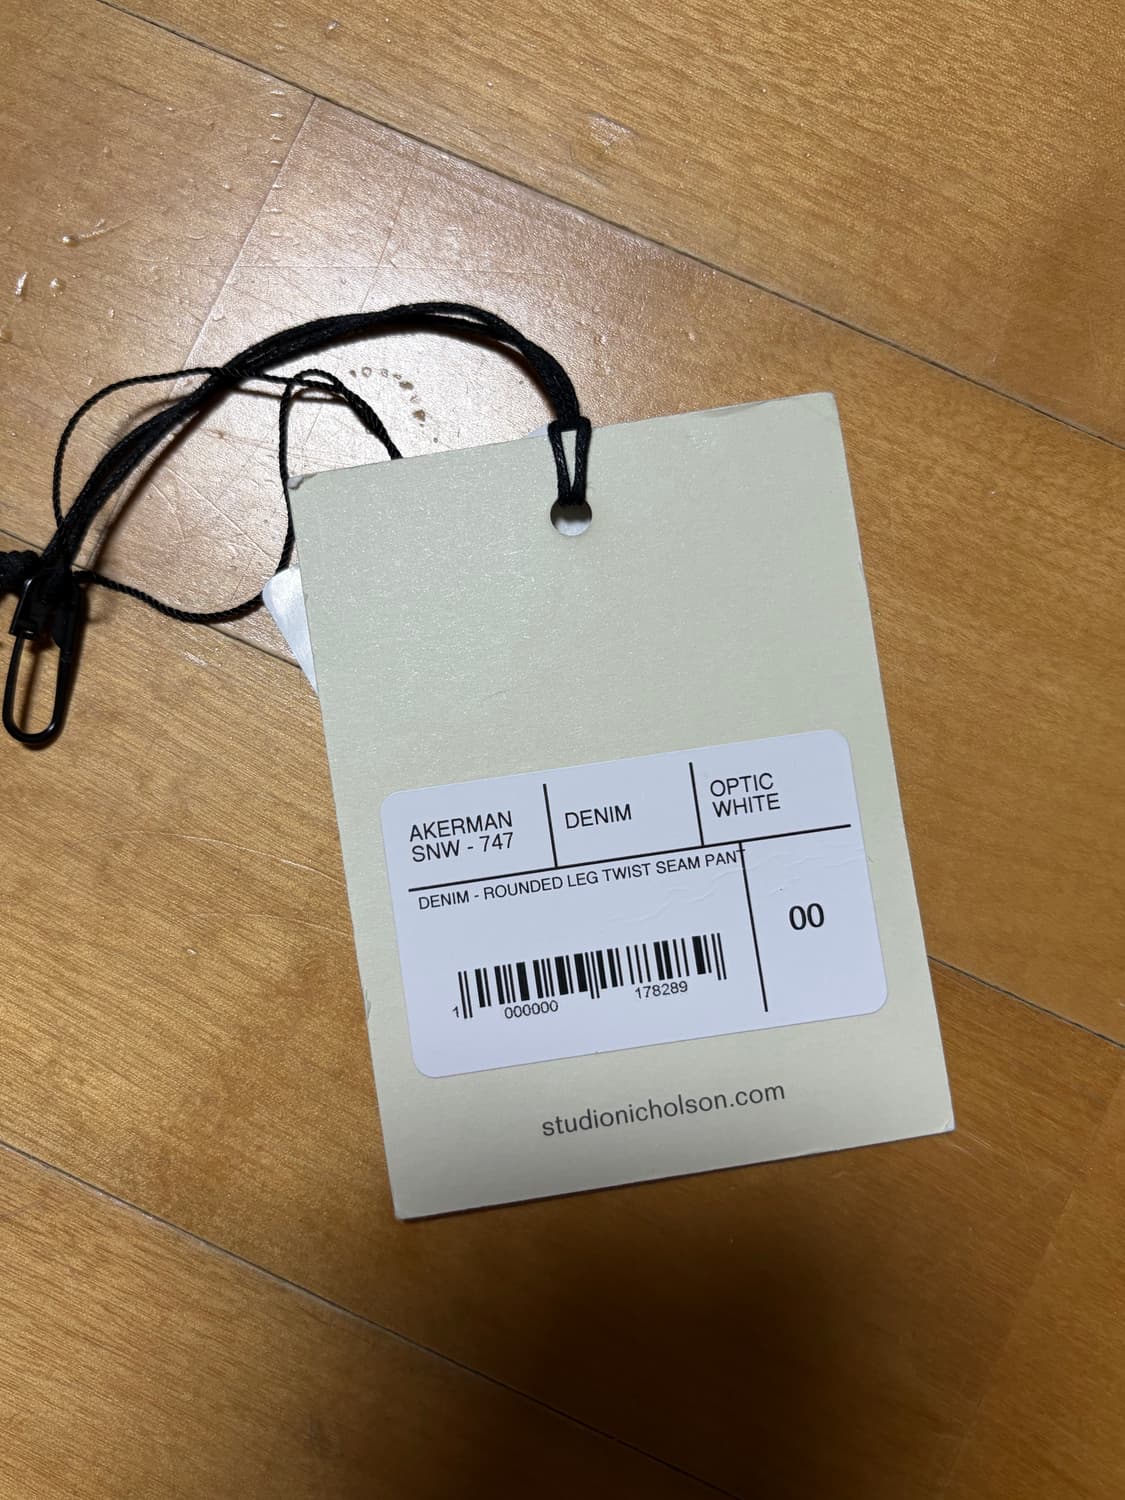 AKERMAN
SNW - 747
DENIM
OPTIC
WHITE
DENIM - ROUNDED LEG TWIST SEAM PANT
00
1 000000 178289
studionicholson.com